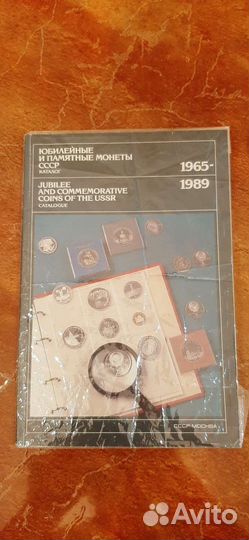 ЮБИЛЕЙНЫЕ
И ПАМЯТНЫЕ МОНЕТЫ
СССР
КАТАЛОГ
1965-
1989
JUBILEE
AND COMMEMORATIVE
COINS OF THE USSR
CATALOGUE
СССР МОСКВА
Avito